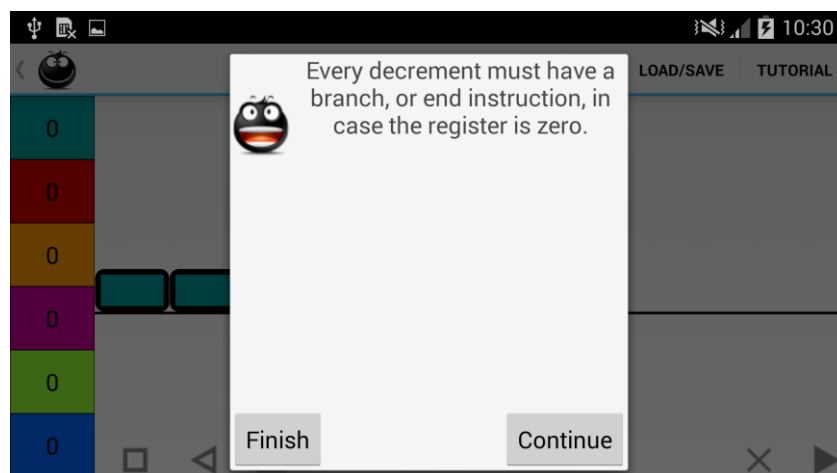 10:30
LOAD/SAVE
TUTORIAL
Every decrement must have a
branch, or end instruction, in
case the register is zero.
0
0
0
0
0
0
Finish
Continue